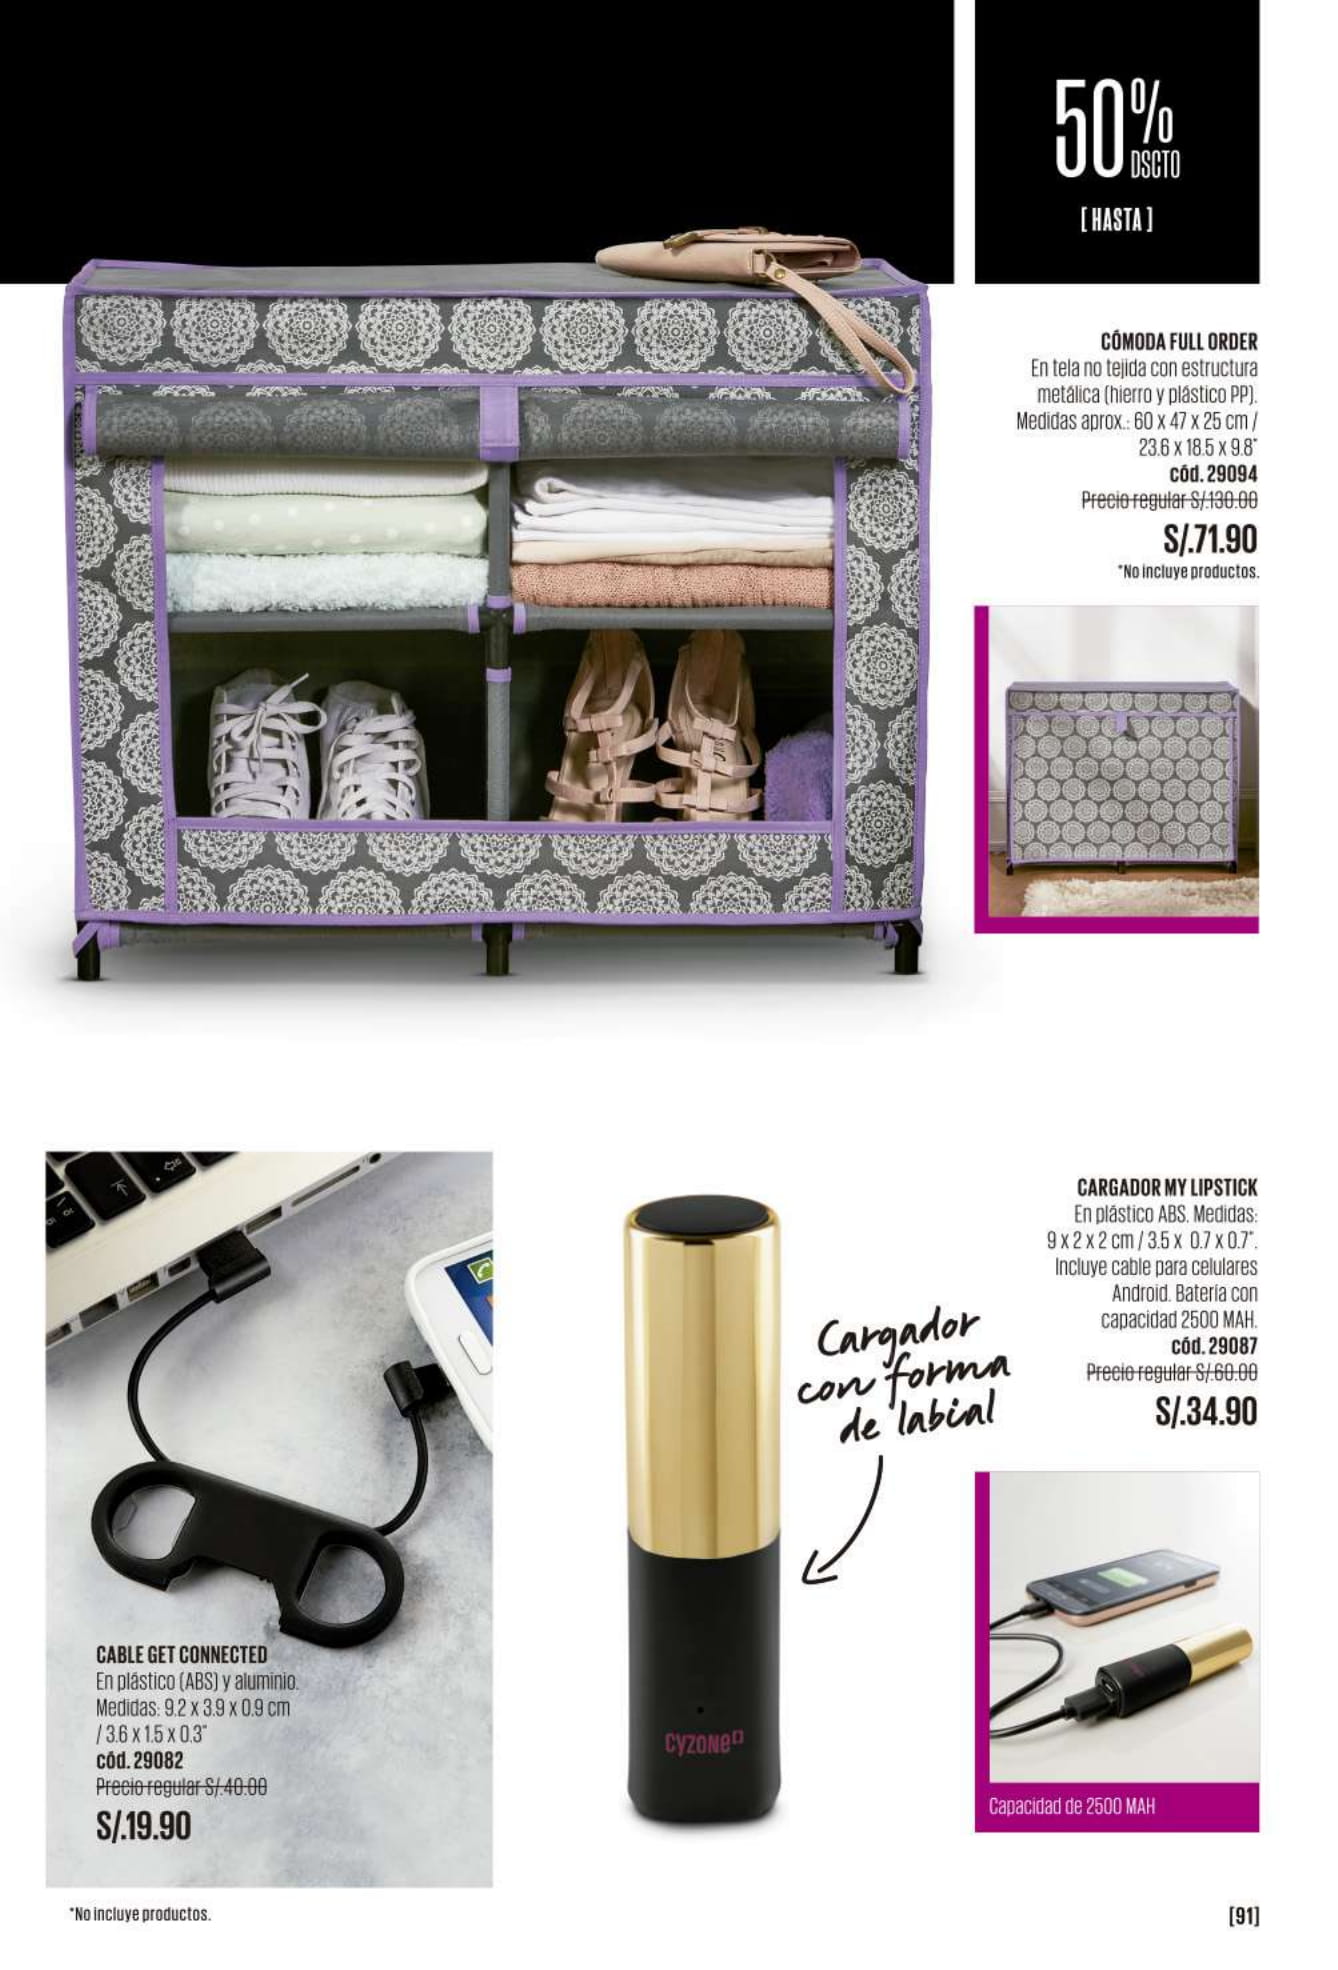 50%
DSCTO
[ HASTA ]
CÓMODA FULL ORDER
En tela no tejida con estructura
metálica (hierro y plástico PP).
Medidas aprox.: 60 x 47 x 25 cm /
23.6 x 18.5 x 9.8"
cód. 29094
Precio regular S/.130.00
S/.71.90
*No incluye productos.
CARGADOR MY LIPSTICK
En plástico ABS. Medidas:
9 x 2 x 2 cm / 3.5 x 0.7 x 0.7".
Incluye cable para celulares
Android. Batería con
capacidad 2500 MAH.
cód. 29087
Precio regular S/.60.00
S/.34.90
Cargador
con forma
de labial
cyzone
Capacidad de 2500 MAH
CABLE GET CONNECTED
En plástico (ABS) y aluminio.
Medidas: 9.2 x 3.9 x 0.9 cm
/ 3.6 x 1.5 x 0.3"
cód. 29082
Precio regular S/.40.00
S/.19.90
*No incluye productos.
[91]